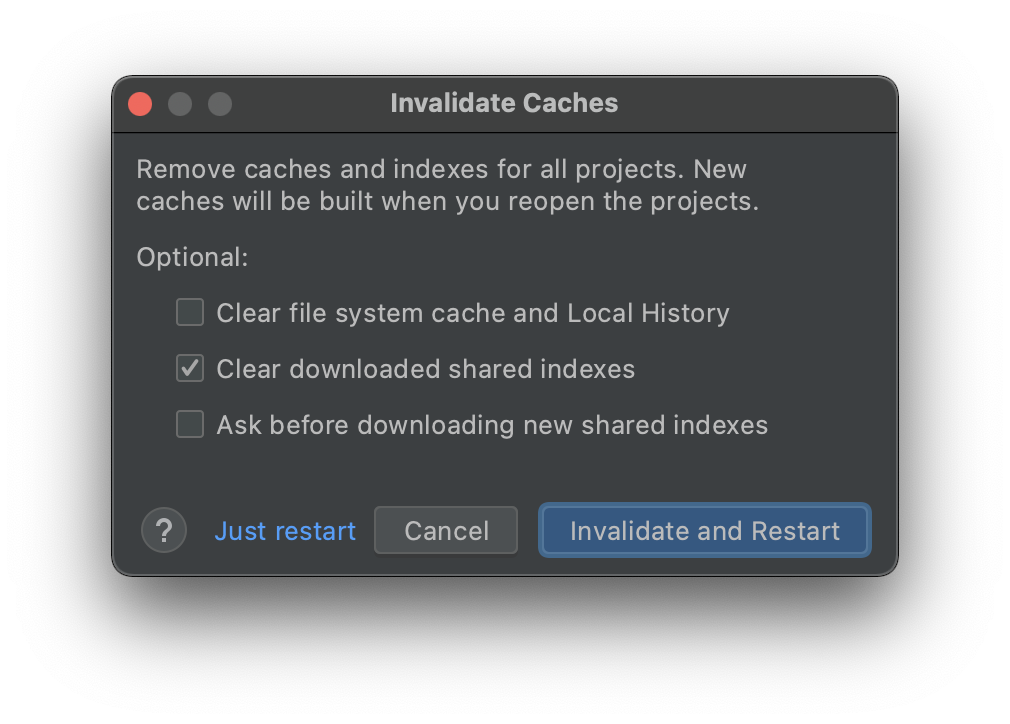 Invalidate Caches
Remove caches and indexes for all projects. New
caches will be built when you reopen the projects.
Optional:
Clear file system cache and Local History
Clear downloaded shared indexes
Ask before downloading new shared indexes
? Just restart Cancel Invalidate and Restart